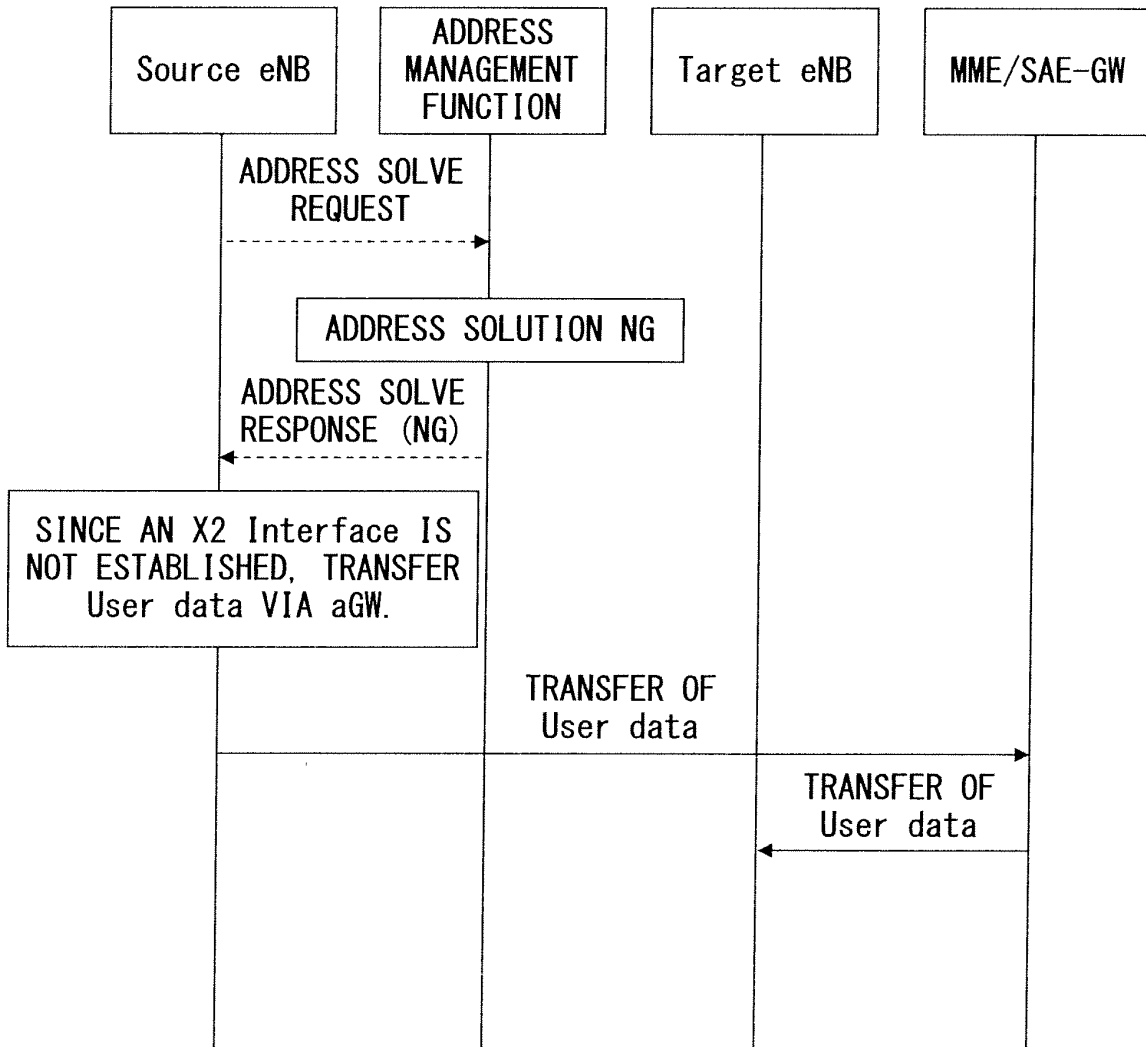 Source eNB
ADDRESS
MANAGEMENT
FUNCTION
Target eNB
MME/SAE-GW
ADDRESS SOLVE
REQUEST
ADDRESS SOLUTION NG
ADDRESS SOLVE
RESPONSE (NG)
SINCE AN X2 Interface IS
NOT ESTABLISHED, TRANSFER
User data VIA aGW.
TRANSFER OF
User data
TRANSFER OF
User data